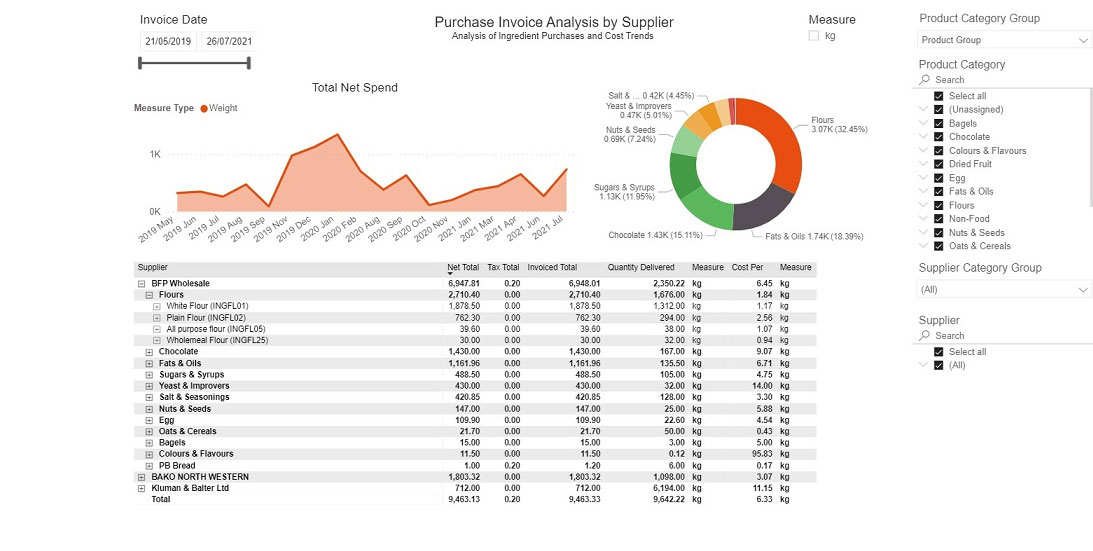 Invoice Date
21/05/2019 26/07/2021
Purchase Invoice Analysis by Supplier
Analysis of Ingredient Purchases and Cost Trends
Measure
kg
Total Net Spend
Measure Type Weight
1K
0K
2019 May 2019 Jun 2019 Jul 2019 Aug 2019 Sep 2019 Nov 2019 Dec 2020 Jan 2020 Feb 2020 Aug 2020 Sep 2020 Oct 2020 Nov 2021 Jan 2021 Mar 2021 Apr 2021 Jun 2021 Jul
Salt & ... 0.42K (4.45%)
Yeast & Improvers
0.47K (5.01%)
Nuts & Seeds
0.69K (7.24%)
Sugars & Syrups
1.13K (11.95%)
Chocolate 1.43K (15.11%)
Fats & Oils 1.74K (18.39%)
Flours
3.07K (32.45%)
Supplier Net Total Tax Total Invoiced Total Quantity Delivered Measure Cost Per Measure
BFP Wholesale 6,947.81 0.20 6,948.01 2,350.22 kg 6.45 kg
Flours 2,710.40 0.00 2,710.40 1,676.00 kg 1.84 kg
White Flour (INGFL01) 1,878.50 0.00 1,878.50 1,312.00 kg 1.17 kg
Plain Flour (INGFL02) 762.30 0.00 762.30 294.00 kg 2.56 kg
All purpose flour (INGFL05) 39.60 0.00 39.60 38.00 kg 1.07 kg
Wholemeal Flour (INGFL25) 30.00 0.00 30.00 32.00 kg 0.94 kg
Chocolate 1,430.00 0.00 1,430.00 167.00 kg 9.07 kg
Fats & Oils 1,161.96 0.00 1,161.96 135.50 kg 6.71 kg
Sugars & Syrups 488.50 0.00 488.50 105.00 kg 4.75 kg
Yeast & Improvers 430.00 0.00 430.00 32.00 kg 14.00 kg
Salt & Seasonings 420.85 0.00 420.85 128.00 kg 3.30 kg
Nuts & Seeds 147.00 0.00 147.00 25.00 kg 5.88 kg
Egg 109.90 0.00 109.90 22.60 kg 4.54 kg
Oats & Cereals 21.70 0.00 21.70 50.00 kg 0.43 kg
Bagels 15.00 0.00 15.00 3.00 kg 5.00 kg
Colours & Flavours 11.50 0.00 11.50 0.12 kg 95.83 kg
PB Bread 1.00 0.20 1.20 6.00 kg 0.17 kg
BAKO NORTH WESTERN 1,803.32 0.00 1,803.32 1,098.00 kg 3.07 kg
Kluman & Balter Ltd 712.00 0.00 712.00 6,194.00 kg 11.15 kg
Total 9,463.13 0.20 9,463.33 9,642.22 kg 6.33 kg
Product Category Group
Product Group
Product Category
Search
Select all
(Unassigned)
Bagels
Chocolate
Colours & Flavours
Dried Fruit
Egg
Fats & Oils
Flours
Non-Food
Nuts & Seeds
Oats & Cereals
Supplier Category Group
(All)
Supplier
Search
Select all
(All)